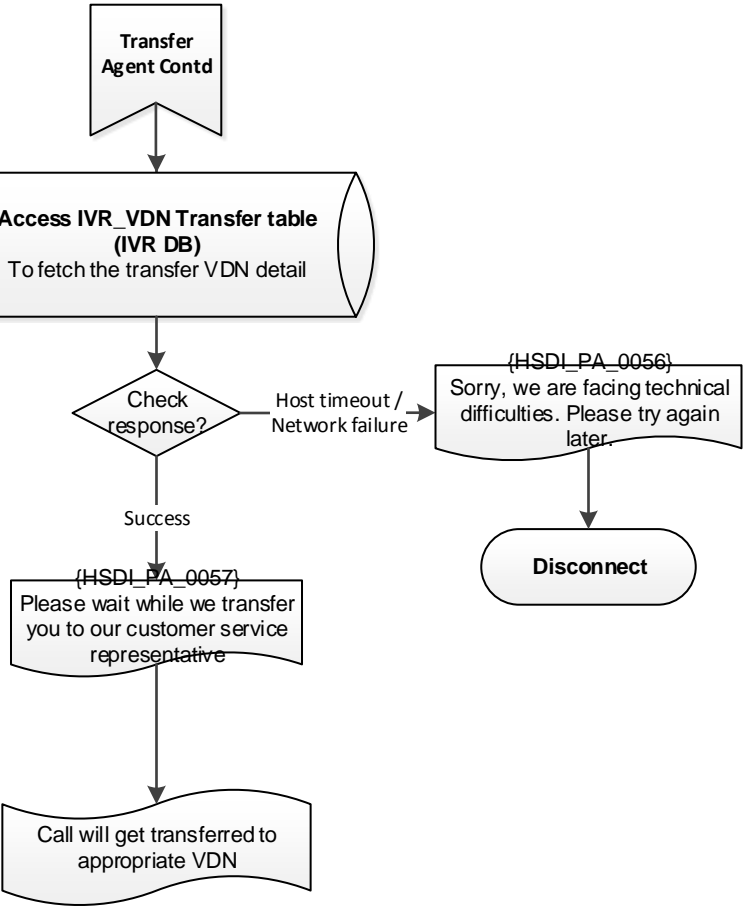 Transfer
Agent Contd
Access IVR_VDN Transfer table
(IVR DB)
To fetch the transfer VDN detail
Check
response?
Host timeout /
Network failure
{HSDI_PA_0056}
Sorry, we are facing technical
difficulties. Please try again
later.
Disconnect
Success
{HSDI_PA_0057}
Please wait while we transfer
you to our customer service
representative
Call will get transferred to
appropriate VDN